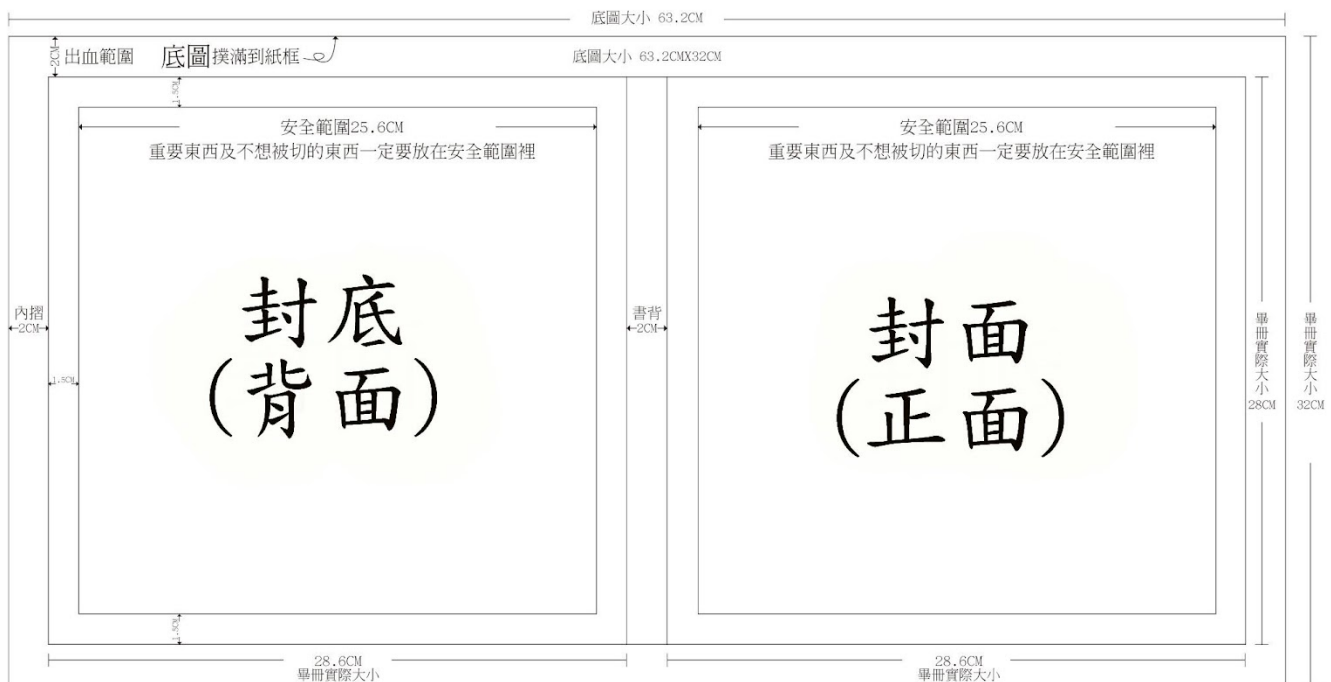 底圖大小 63.2CM
2CM
出血範圍
底圖撲滿到紙框
底圖大小 63.2CMX32CM
1.5CM
安全範圍25.6CM
重要東西及不想被切的東西一定要放在安全範圍裡
安全範圍25.6CM
重要東西及不想被切的東西一定要放在安全範圍裡
封底
(背面)
封面
(正面)
內摺
2CM
書背
2CM
1.5CM
畢冊實際大小
28CM
畢冊實際大小
32CM
1.5CM
28.6CM
畢冊實際大小
28.6CM
畢冊實際大小